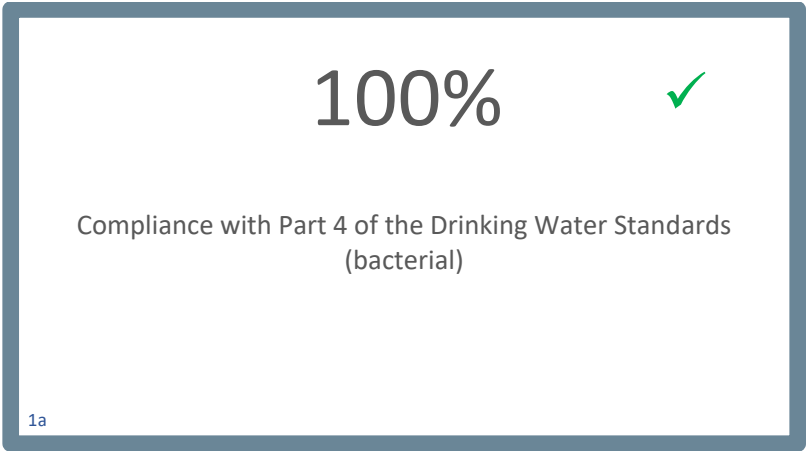 100%
✓
Compliance with Part 4 of the Drinking Water Standards
(bacterial)
1a